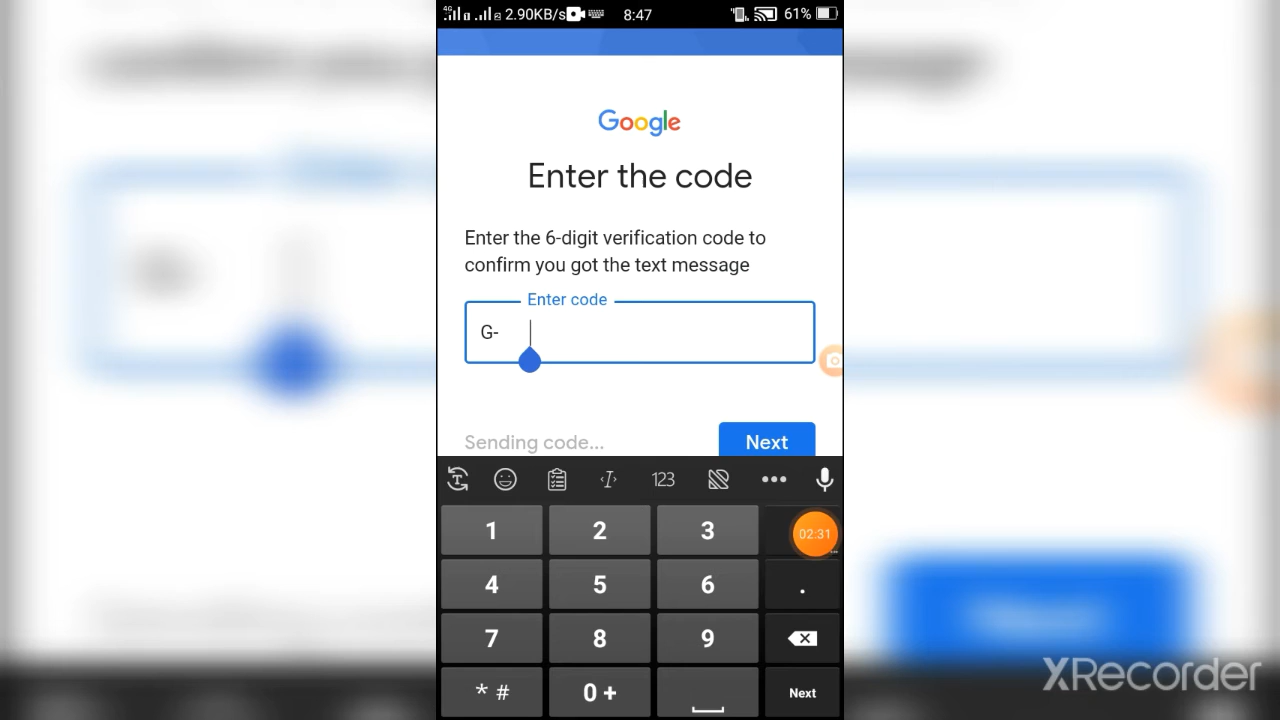 4G 2.90KB/s 8:47 61%
Google
Enter the code
Enter the 6-digit verification code to
confirm you got the text message
Enter code
G-
Sending code...
Next
T I 123
1 2 3
02:31
4 5 6 .
7 8 9
* # 0 + Next
XRecorder